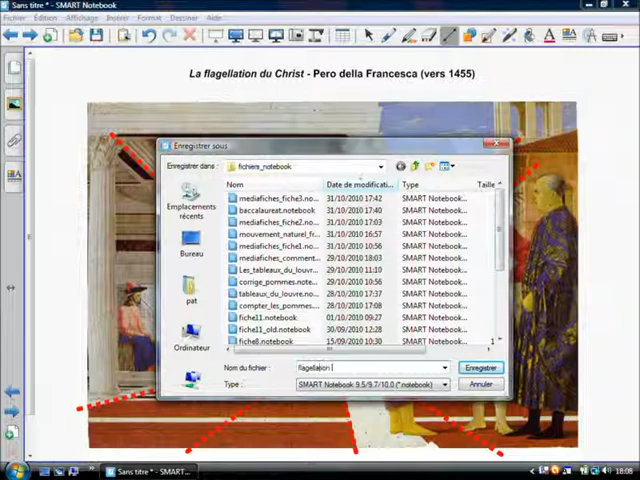 Sans titre * - SMART Notebook
Fichier Edition Affichage Insérer Format Dessiner Aide
La flagellation du Christ - Pero della Francesca (vers 1455)
Enregistrer sous
Enregistrer dans : fichiers_notebook
Nom Date de modificati... Type Taille
mediafiches_fiche3.no... 31/10/2010 17:42 SMART Notebook...
baccalaureat.notebook 31/10/2010 17:40 SMART Notebook...
mediafiches_fiche2.no... 31/10/2010 17:03 SMART Notebook...
mouvement_naturel_fr... 31/10/2010 16:57 SMART Notebook...
mediafiches_fiche1.no... 31/10/2010 10:56 SMART Notebook...
mediafiches_comment... 29/10/2010 18:03 SMART Notebook...
Les_tableaux_du_louvre... 29/10/2010 11:10 SMART Notebook...
corrige_pommes.note... 28/10/2010 10:56 SMART Notebook...
tableaux_du_louvre.no... 28/10/2010 17:37 SMART Notebook...
compter_les_pommes... 28/10/2010 17:08 SMART Notebook...
fiche11.notebook 01/10/2010 09:27 SMART Notebook...
fiche11_old.notebook 30/09/2010 12:28 SMART Notebook...
fiche8.notebook 15/09/2010 10:30 SMART Notebook... 1
Emplacements
récents
Bureau
pat
Ordinateur
Nom du fichier : flagellation Enregistrer
Type : SMART Notebook 9.5/9.7/10.0 (*.notebook) Annuler
Sans titre * - SMART... 18:08